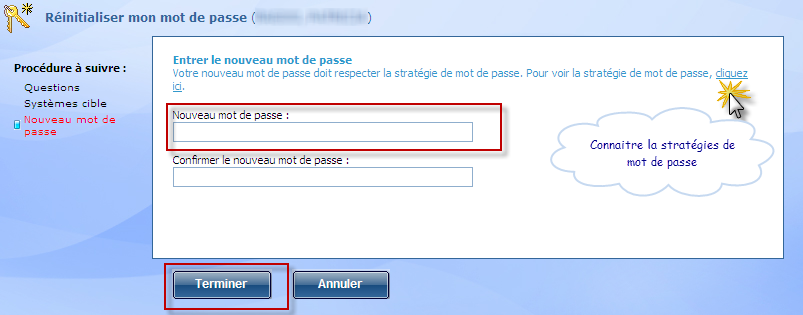 Réinitialiser mon mot de passe (
Procédure à suivre :
Questions
Systèmes cible
Nouveau mot de
passe
Entrer le nouveau mot de passe
Votre nouveau mot de passe doit respecter la stratégie de mot de passe. Pour voir la stratégie de mot de passe, cliquez
ici.
Nouveau mot de passe :
Confirmer le nouveau mot de passe :
Connaitre la stratégies de
mot de passe
Terminer
Annuler